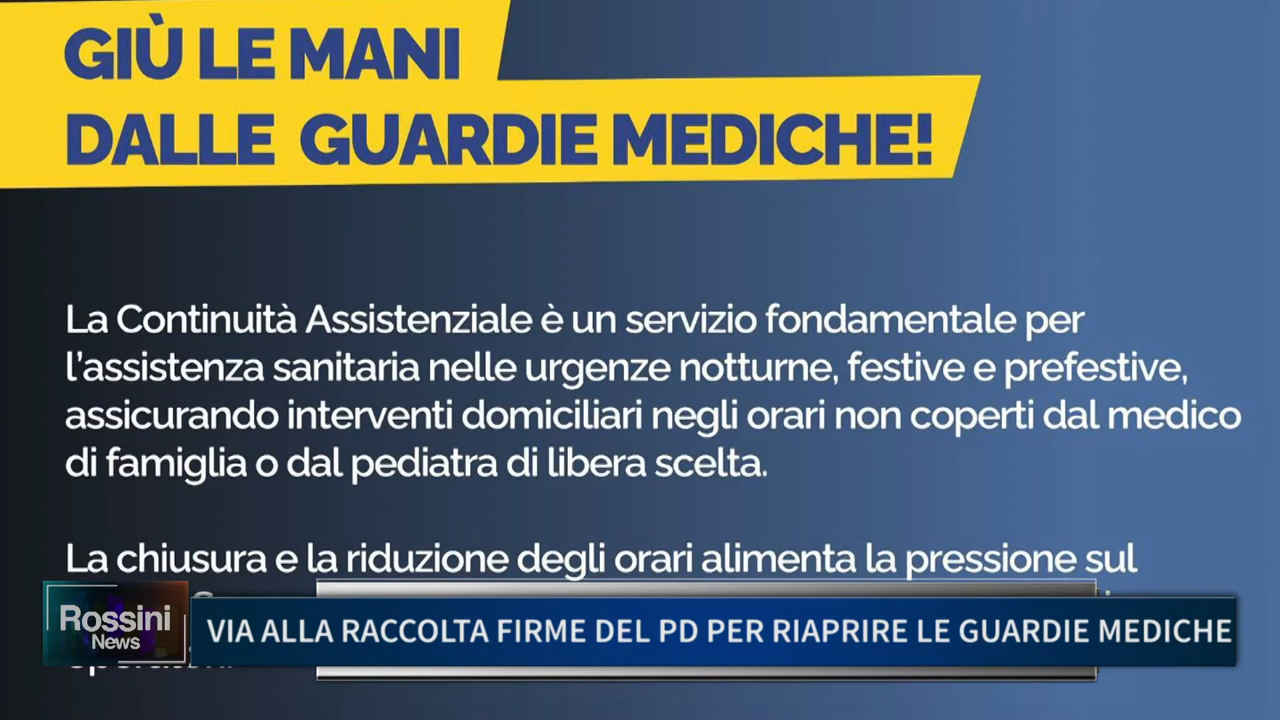 GIÙ LE MANI
DALLE GUARDIE MEDICHE!
La Continuità Assistenziale è un servizio fondamentale per
l'assistenza sanitaria nelle urgenze notturne, festive e prefestive,
assicurando interventi domiciliari negli orari non coperti dal medico
di famiglia o dal pediatra di libera scelta.
La chiusura e la riduzione degli orari alimenta la pressione sul
Rossini
News
VIA ALLA RACCOLTA FIRME DEL PD PER RIAPRIRE LE GUARDIE MEDICHE